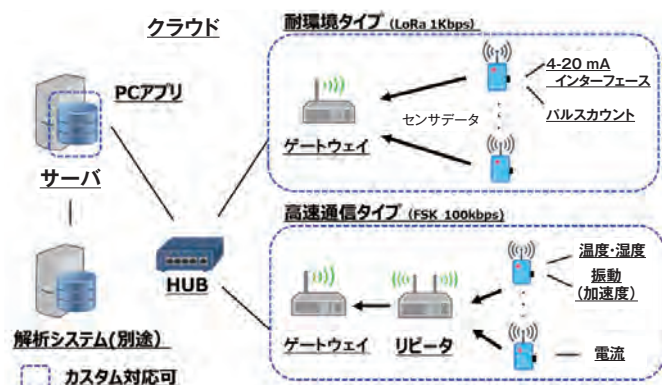 クラウド
PCアプリ
サーバ
解析システム(別途)
カスタム対応可
HUB
耐環境タイプ (LoRa 1Kbps)
ゲートウェイ
センサデータ
4-20 mA
インターフェース
パルスカウント
高速通信タイプ (FSK 100kbps)
ゲートウェイ
リピータ
温度・湿度
振動
(加速度)
電流